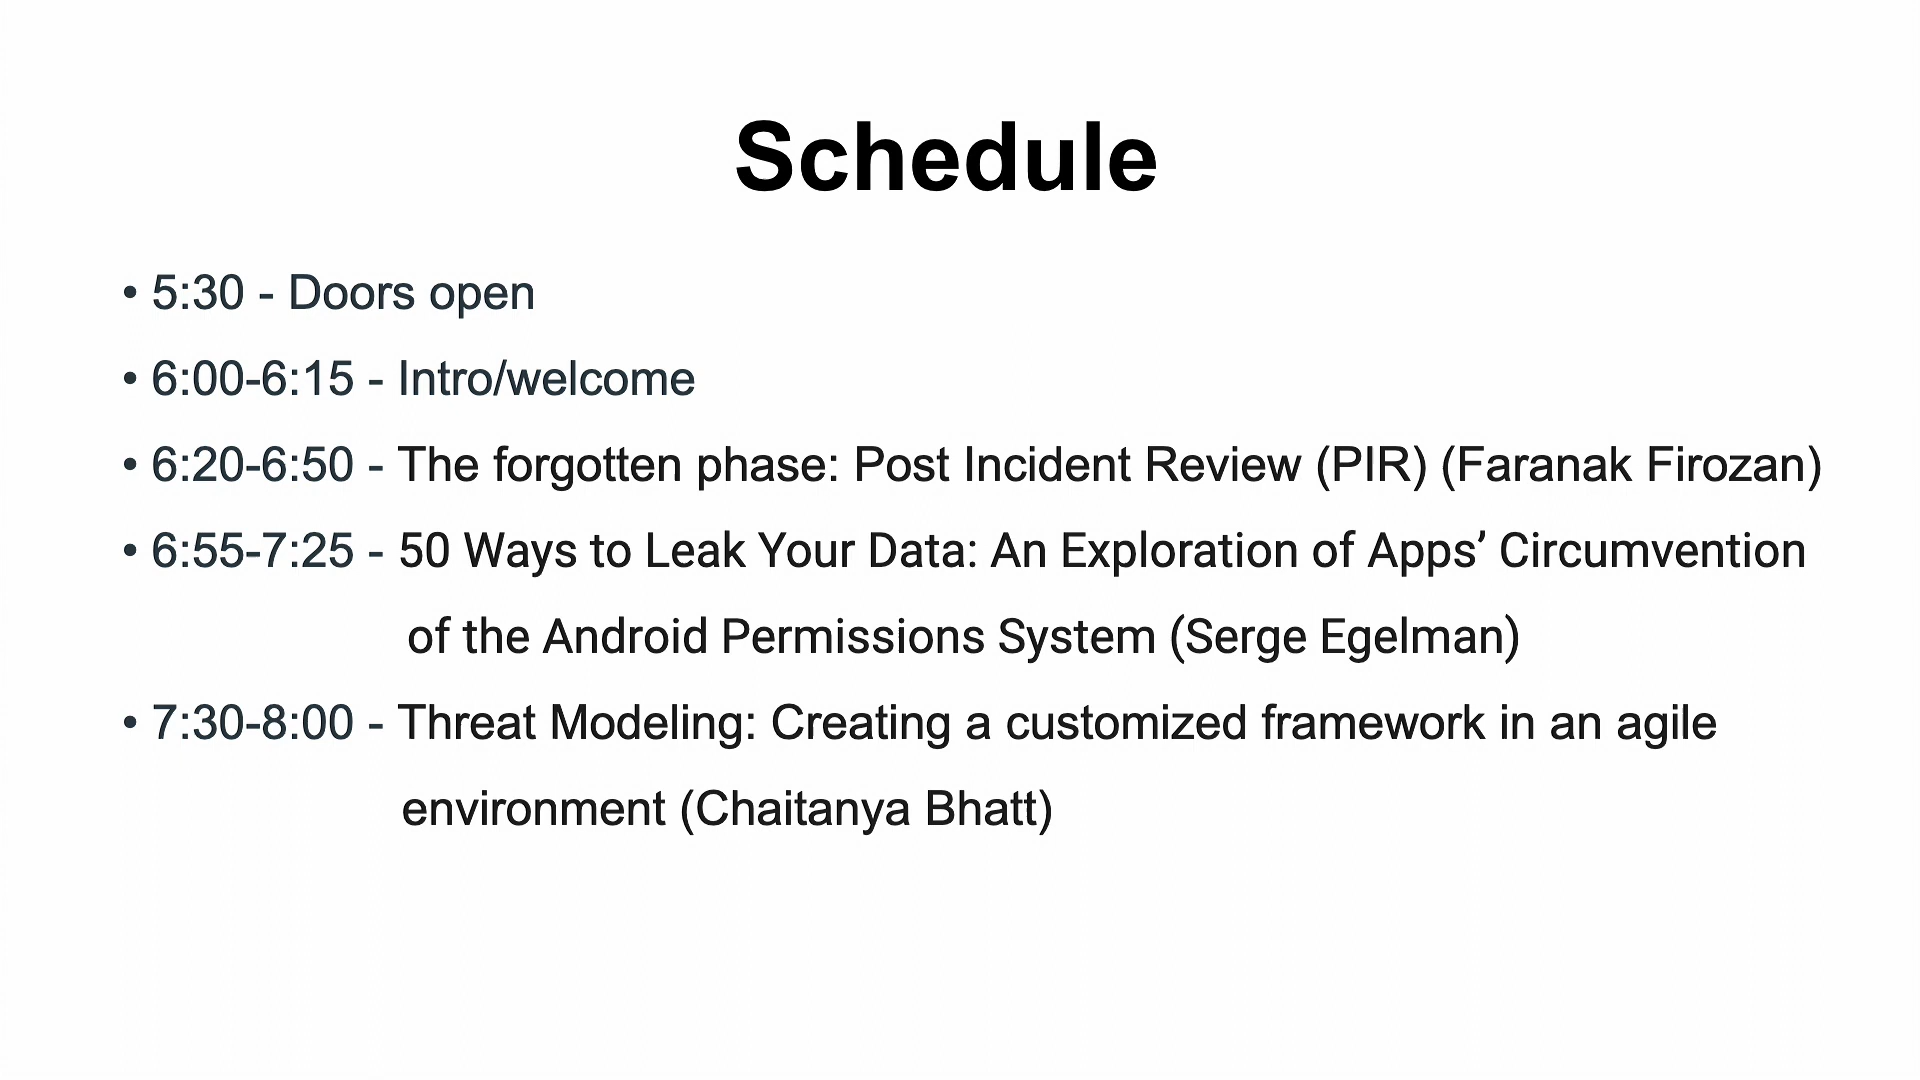 Schedule
• 5:30 - Doors open
• 6:00-6:15 - Intro/welcome
• 6:20-6:50 - The forgotten phase: Post Incident Review (PIR) (Faranak Firozan)
• 6:55-7:25 - 50 Ways to Leak Your Data: An Exploration of Apps’ Circumvention
of the Android Permissions System (Serge Egelman)
• 7:30-8:00 - Threat Modeling: Creating a customized framework in an agile
environment (Chaitanya Bhatt)